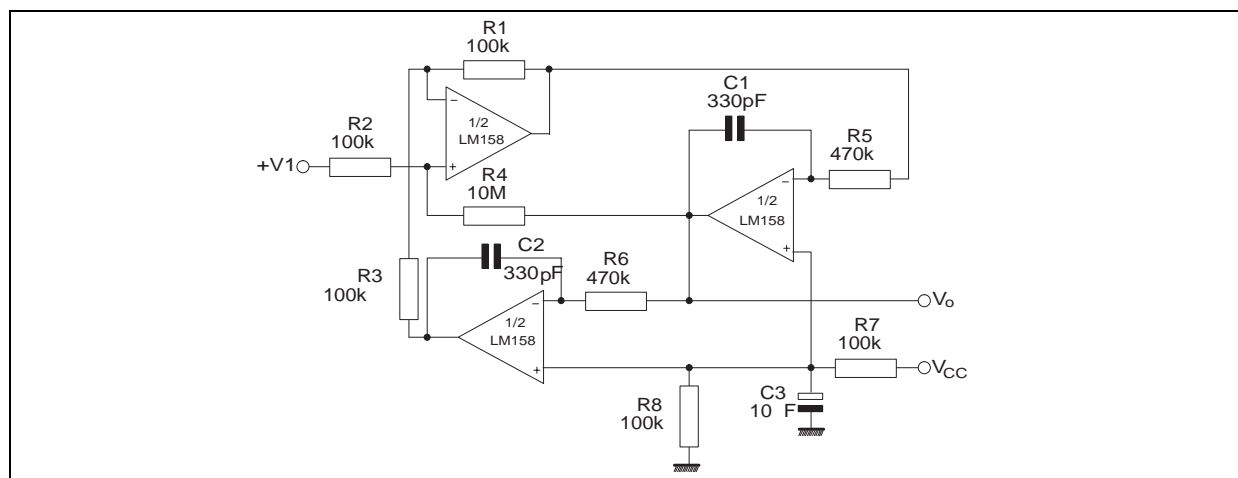 R1
100k
C1
330pF
R2
100k
1/2
LM158
R5
470k
+V1
R4
10M
1/2
LM158
C2
330pF
R6
470k
R3
100k
1/2
LM158
Vo
R7
100k
VCC
R8
100k
C3
10 F